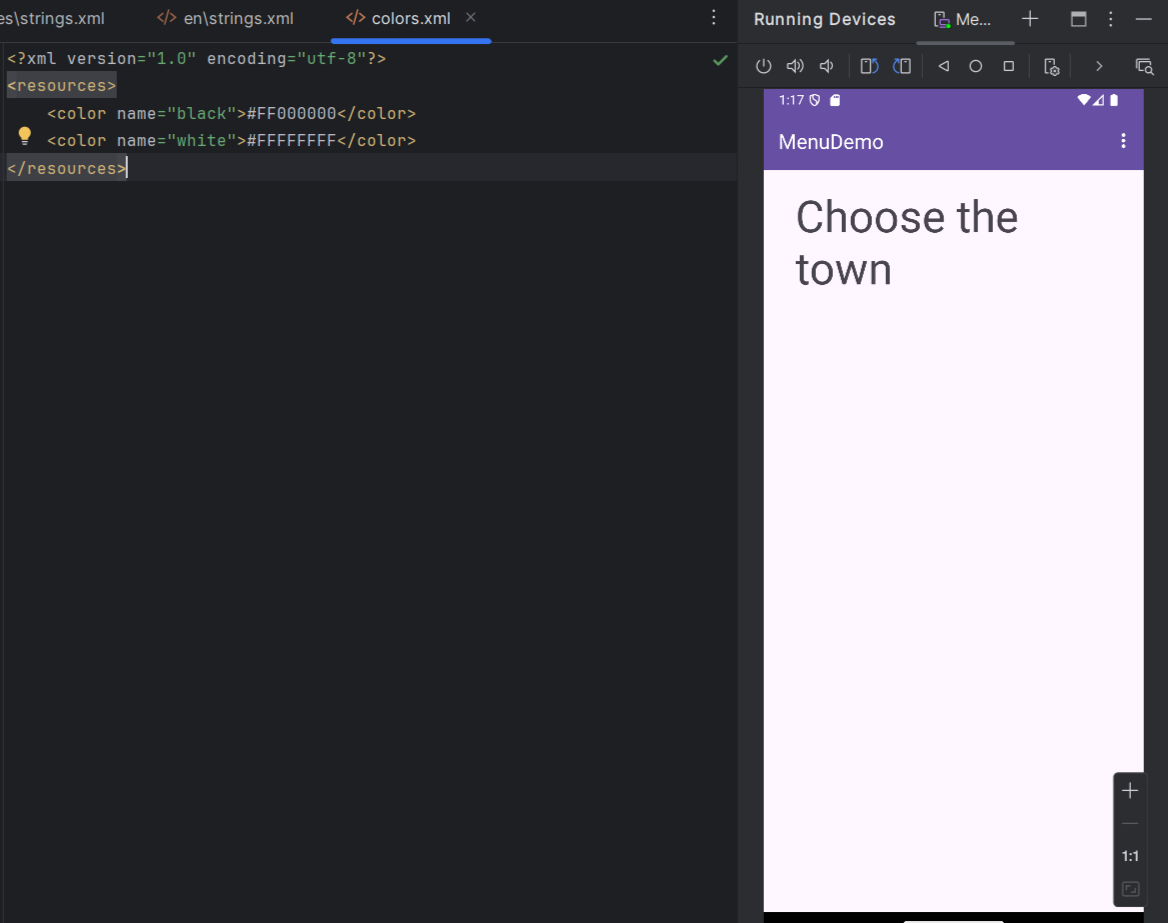 es\strings.xml
</> en\strings.xml
</> colors.xml
<?xml version="1.0" encoding="utf-8"?>
<resources>
    <color name="black">#FF000000</color>
    <color name="white">#FFFFFFFF</color>
</resources>
Running Devices
Me...
1:17
MenuDemo
Choose the
town
1:1